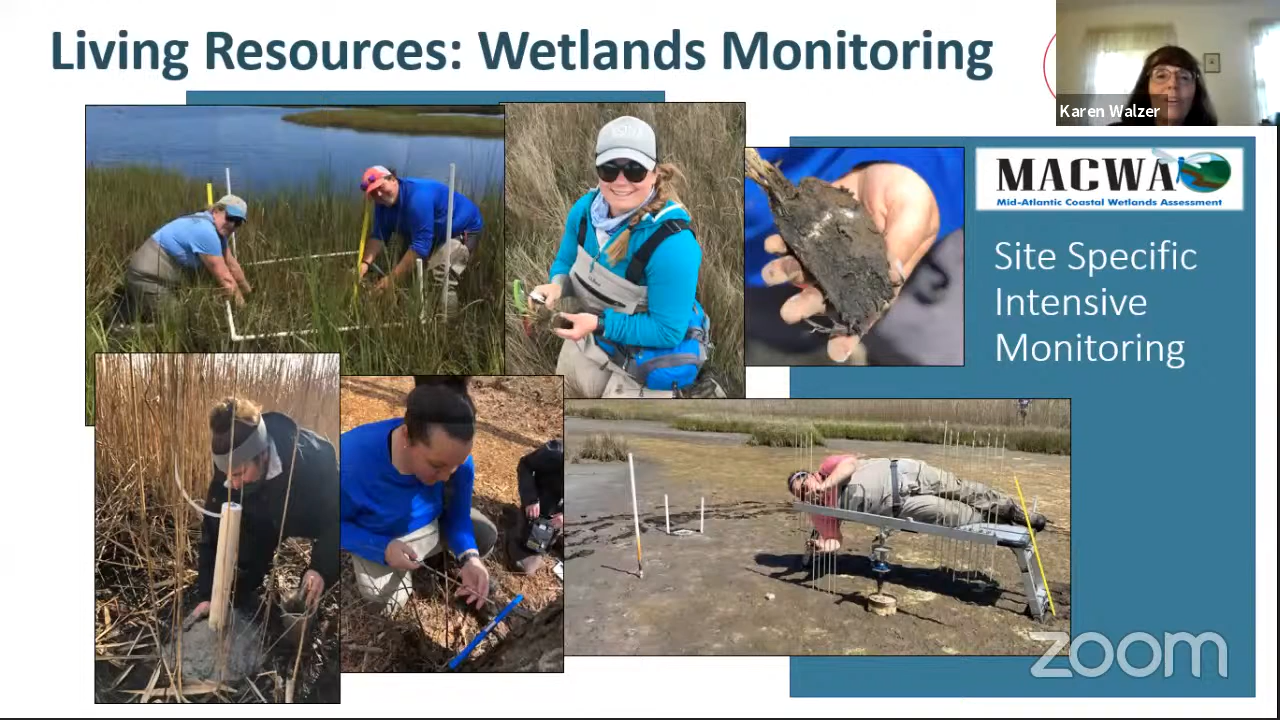 Living Resources: Wetlands Monitoring
Karen Walzer
MACWA
Mid-Atlantic Coastal Wetlands Assessment
Site Specific
Intensive
Monitoring
zoom